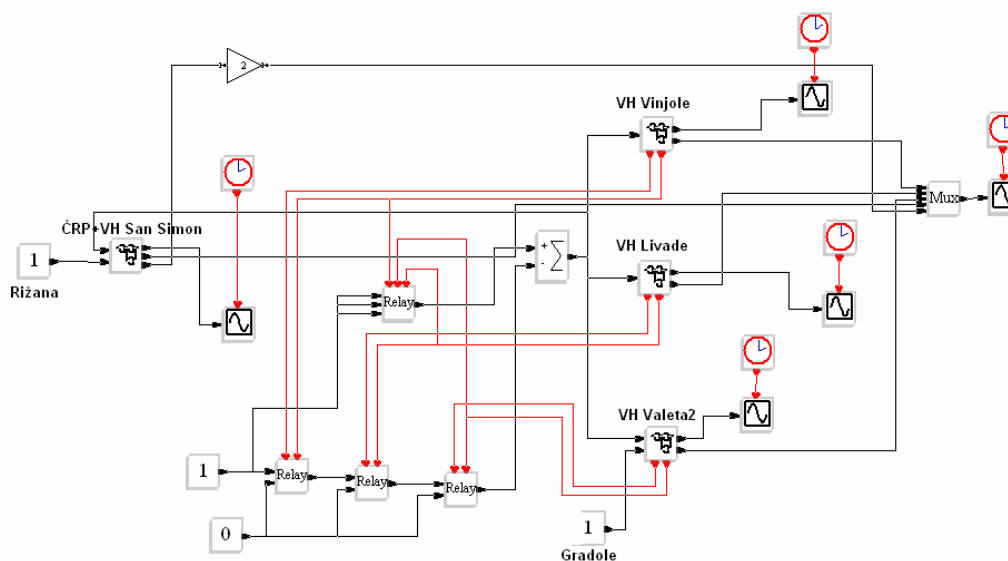 2
VH Vinjole
Mux
ČRP+VH San Simon
1
Rižana
+
-
Σ
VH Livade
Relay
VH Valeta2
1
Relay
Relay
Relay
0
1
Gradole